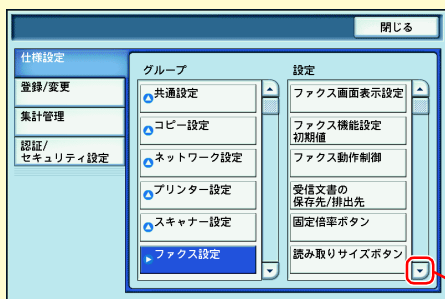 閉じる
仕様設定
登録/変更
集計管理
認証/
セキュリティ設定
グループ
共通設定
コピー設定
ネットワーク設定
プリンター設定
スキャナー設定
ファクス設定
設定
ファクス画面表示設定
ファクス機能設定
初期値
ファクス動作制御
受信文書の
保存先/排出先
固定倍率ボタン
読み取りサイズボタン